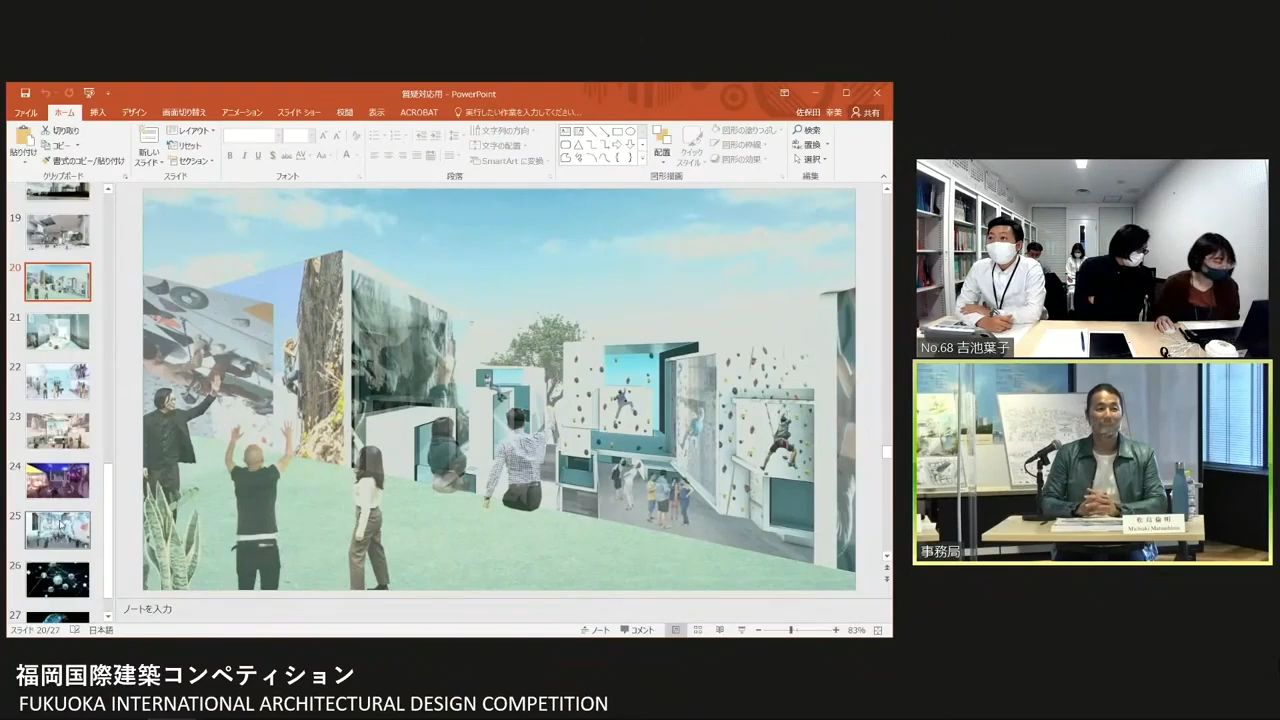 質疑対応用 - PowerPoint
佐保田 幸美
共有
ファイル ホーム 挿入 デザイン 画面切り替え アニメーション スライド ショー 校閲 表示 ACROBAT 実行したい作業を入力してください...
貼り付け
切り取り
コピー
書式のコピー/貼り付け
クリップボード
新しい
スライド
レイアウト
リセット
セクション
スライド
B I U S abc AV Aa A
フォント
文字列の方向
文字の配置
SmartArt に変換
段落
配置
クイック
スタイル
図形の塗りつぶし
図形の枠線
図形の効果
図形描画
検索
置換
選択
編集
19
20
21
22
23
24
25
26
27
ノートを入力
スライド 20/27 日本語
ノート コメント 83%
No.68 吉池葉子
松島倫明
Michiaki Matsushima
事務局
福岡国際建築コンペティション
FUKUOKA INTERNATIONAL ARCHITECTURAL DESIGN COMPETITION